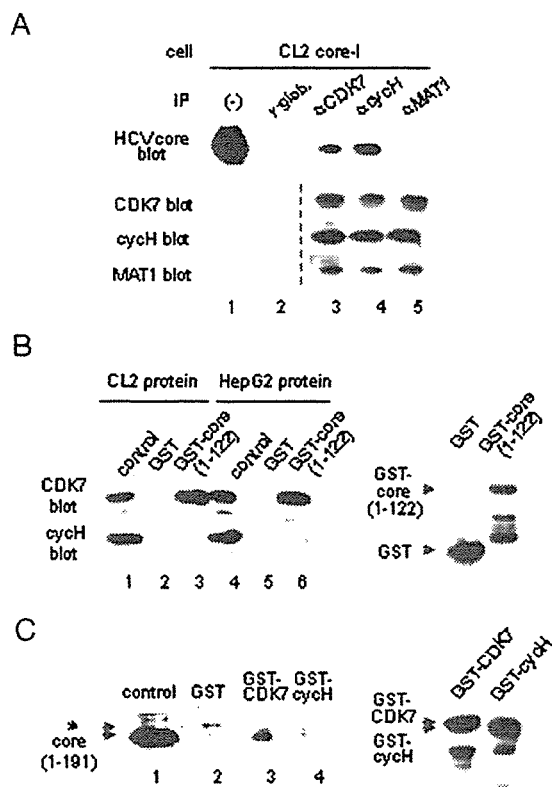 A
cell CL2 core-I
IP (-) γ-glob. αCDK7 αcycH αMAT1
HCVcore
blot
CDK7 blot
cycH blot
MAT1 blot
1 2 3 4 5
B
CL2 protein HepG2 protein
control GST GST-core (1-122) control GST GST-core (1-122)
CDK7
blot
cycH
blot
1 2 3 4 5 6
GST GST-core (1-122)
GST-
core
(1-122)
GST
C
control GST GST-CDK7 GST-cycH
core
(1-191)
1 2 3 4
GST-CDK7 GST-cycH
GST-
CDK7
GST-
cycH